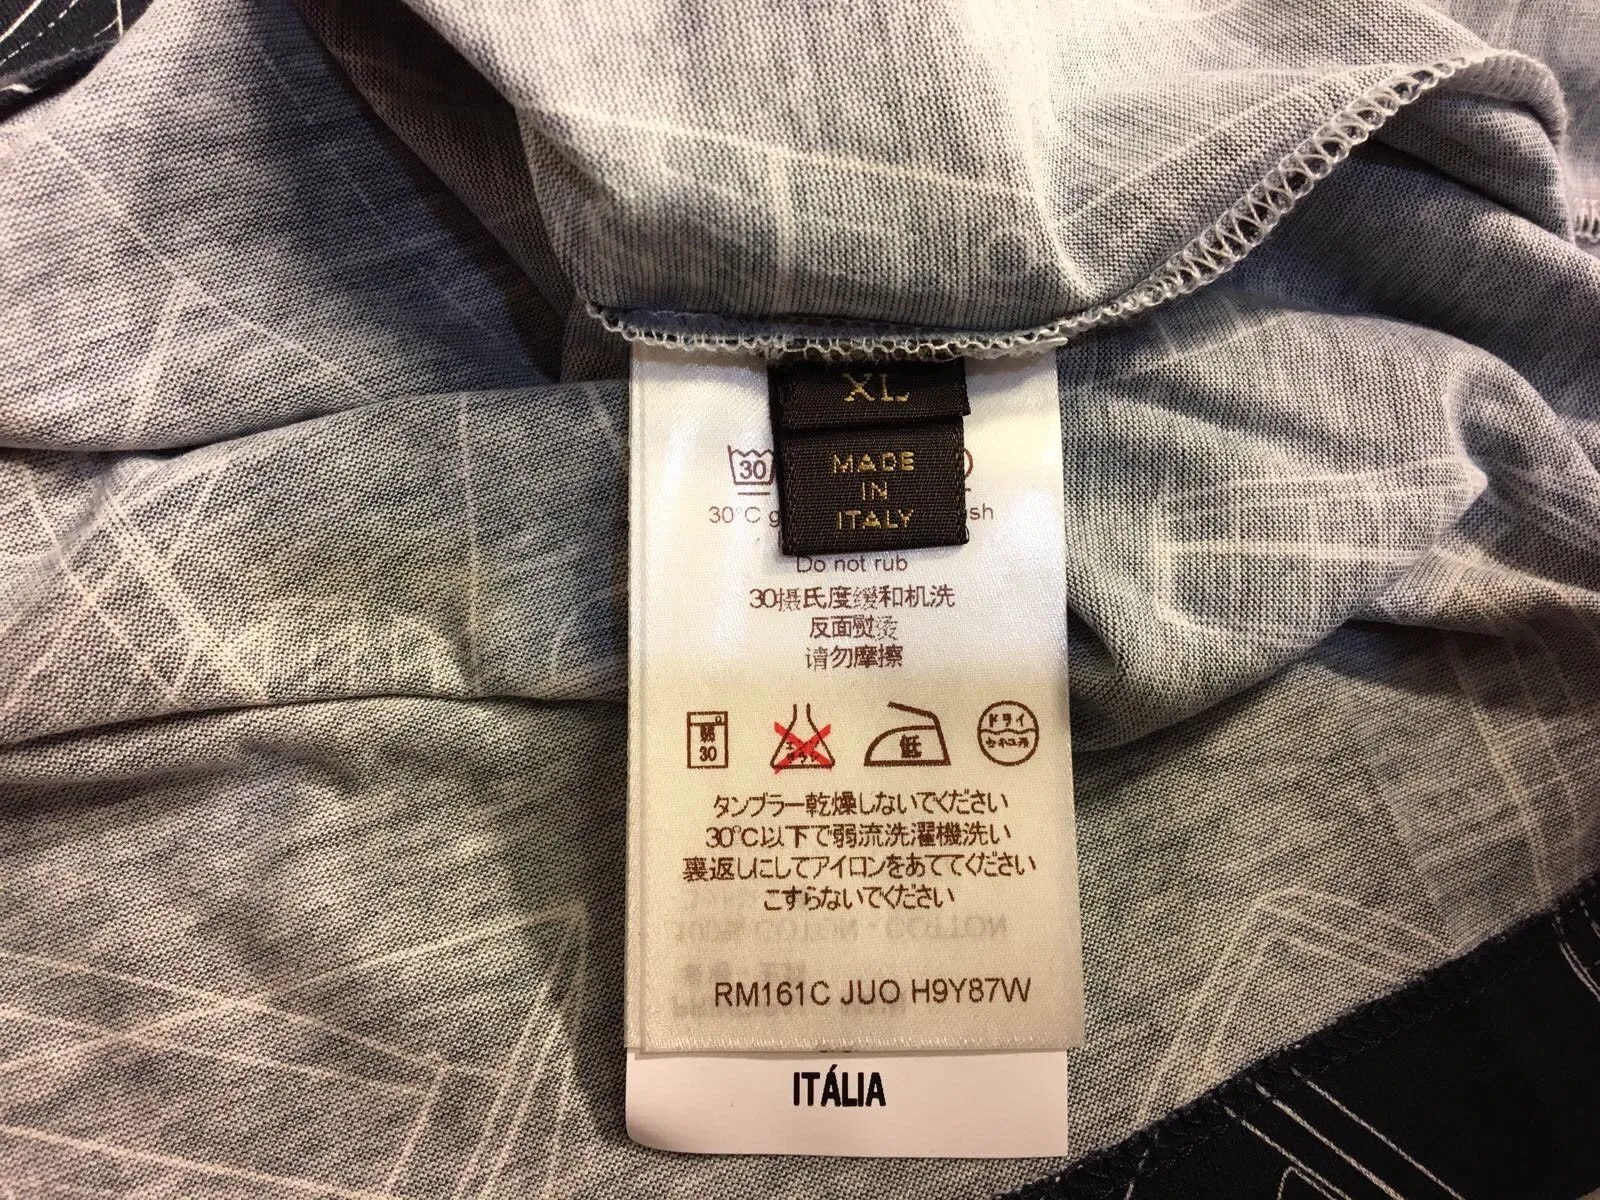 XL
MADE
IN
ITALY
30
30°C
Do not rub
30摄氏度缓和机洗
反面熨烫
请勿摩擦
弱
30
低
ドライ
タンブラー乾燥しないでください
30℃以下で弱流洗濯機洗い
裏返しにしてアイロンをあててください
こすらないでください
RM161C JUO H9Y87W
ITÁLIA